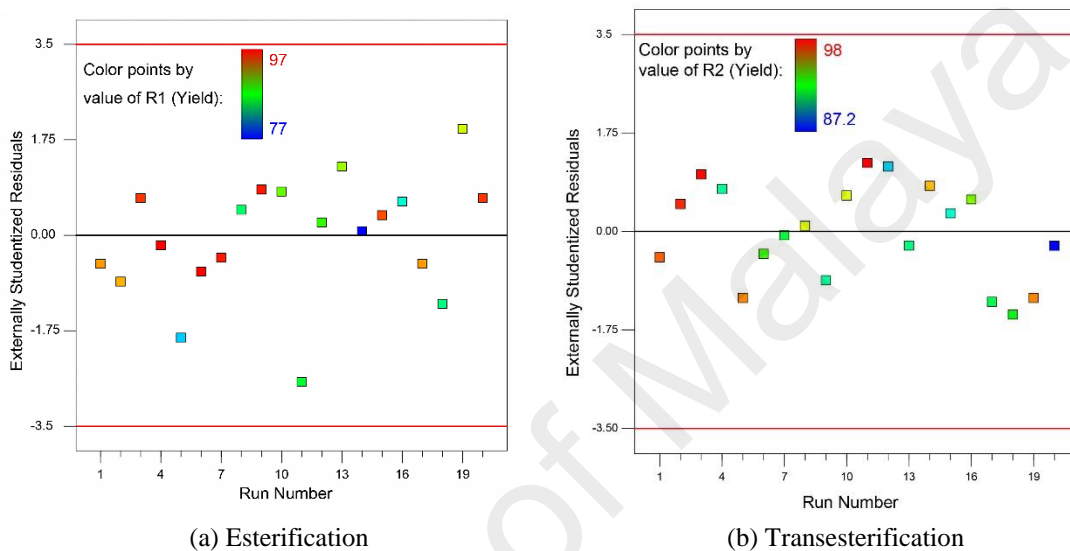 3.5
1.75
0.00
-1.75
-3.5
Externally Studentized Residuals
Color points by
value of R1 (Yield):
97
77
1 4 7 10 13 16 19
Run Number
(a) Esterification
3.5
1.75
0.00
-1.75
-3.50
Externally Studentized Residuals
Color points by
value of R2 (Yield):
98
87.2
1 4 7 10 13 16 19
Run Number
(b) Transesterification
of Malaya